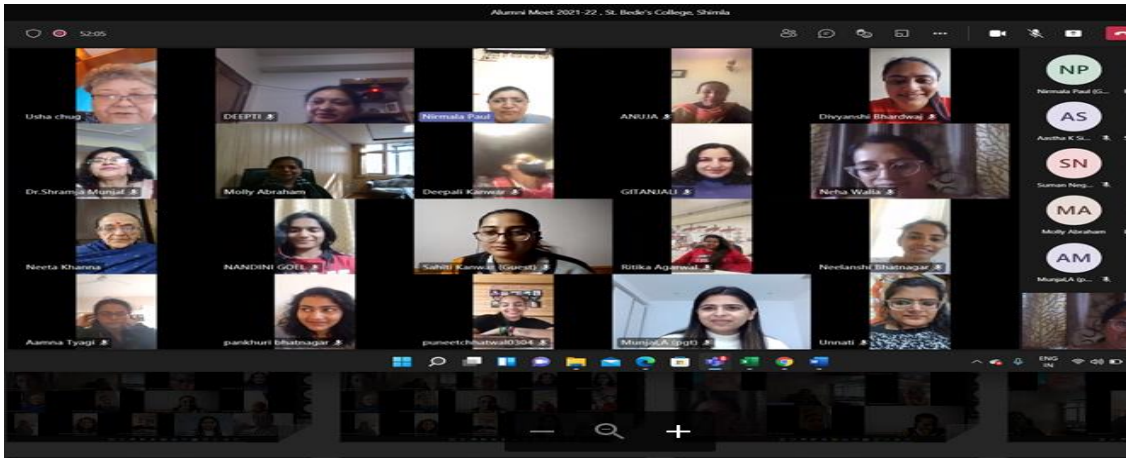 Alumni Meet 2021-22 , St. Bede's College, Shimla
52:05
Usha chug
DEEPTI
Nirmala Paul
ANUJA
Divyanshi Bhardwaj
NP
Nirmala Paul (G...
Dr.Shramja Munjal
Molly Abraham
Deepali Kanwar
GITANJALI
Neha Walia
AS
Aastha K Si...
SN
Suman Neg...
Neeta Khanna
NANDINI GOEL
Sahiti Kanwar (Guest)
Ritika Agarwal
Neelanshi Bhatnagar
MA
Molly Abraham
AM
Munjal,A (p...
Aamna Tyagi
pankhuri bhatnagar
puneetchhatwal0304
Munjal,A (pgt)
Unnati
ENG
IN